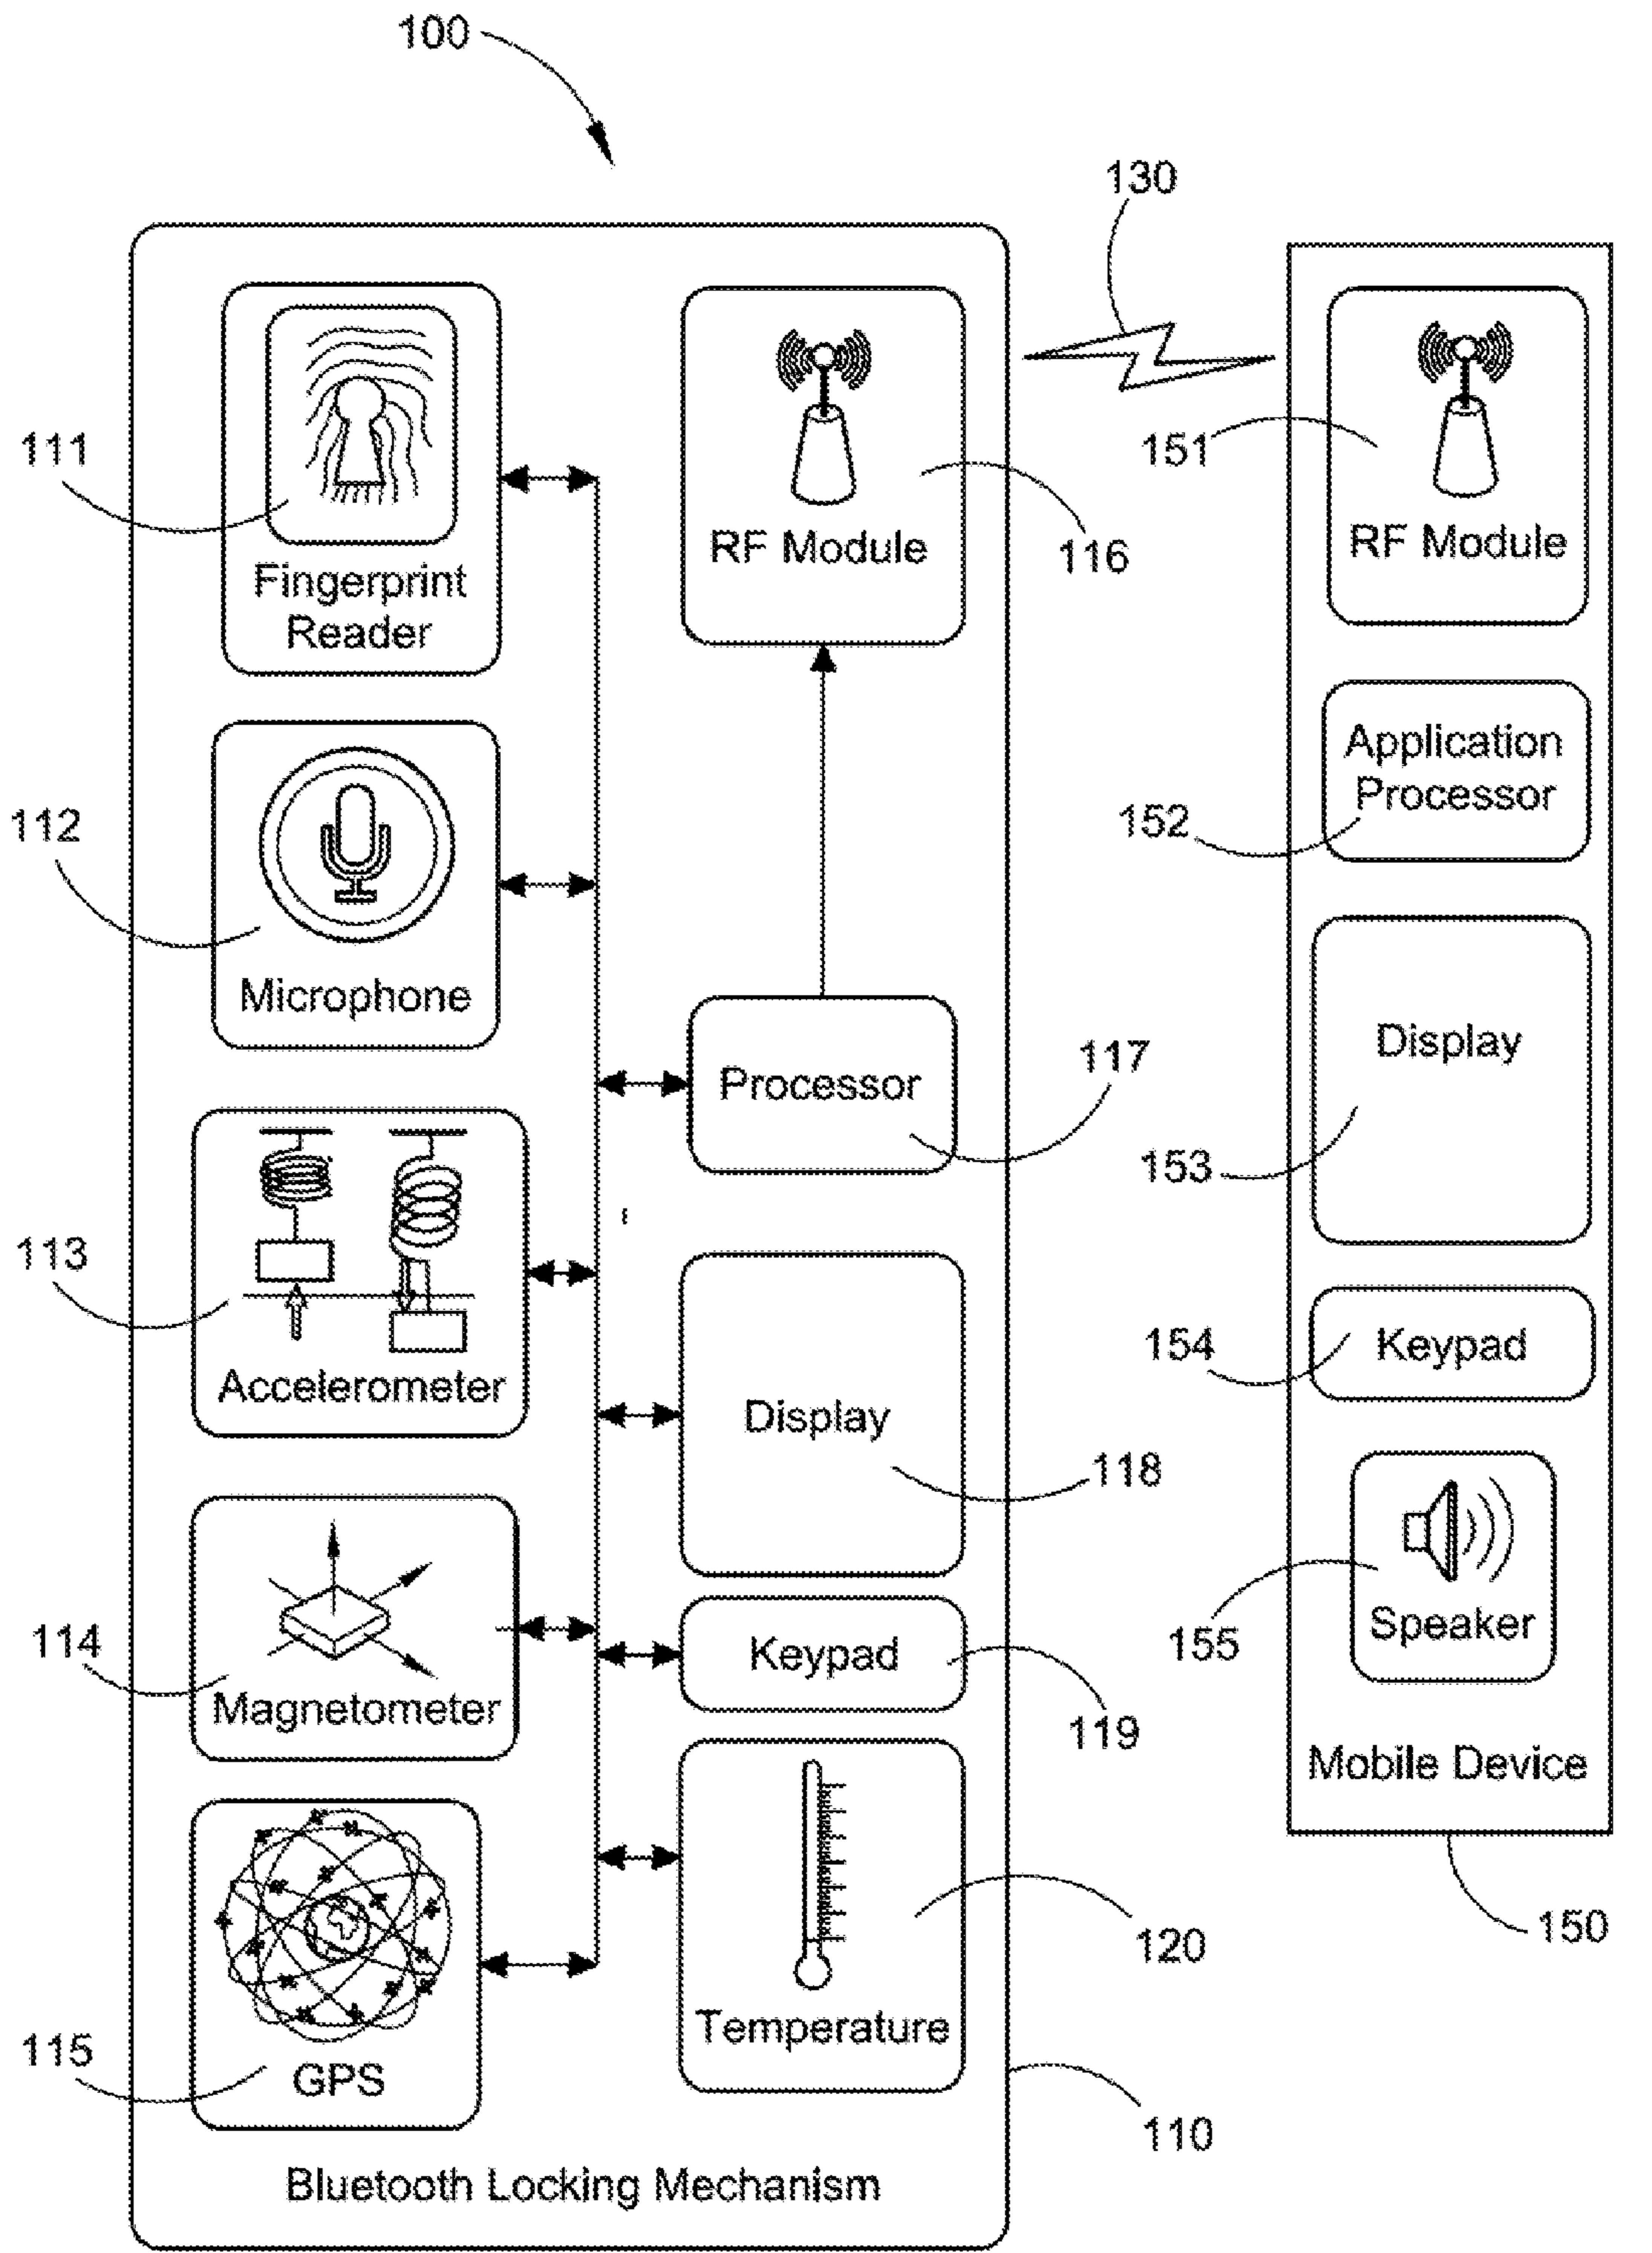 100
130
111
Fingerprint
Reader
RF Module
116
151
RF Module
112
Microphone
Application
Processor
152
Processor
117
Display
153
113
Accelerometer
Display
118
154
Keypad
114
Magnetometer
Keypad
119
155
Speaker
Mobile Device
150
115
GPS
Temperature
120
110
Bluetooth Locking Mechanism